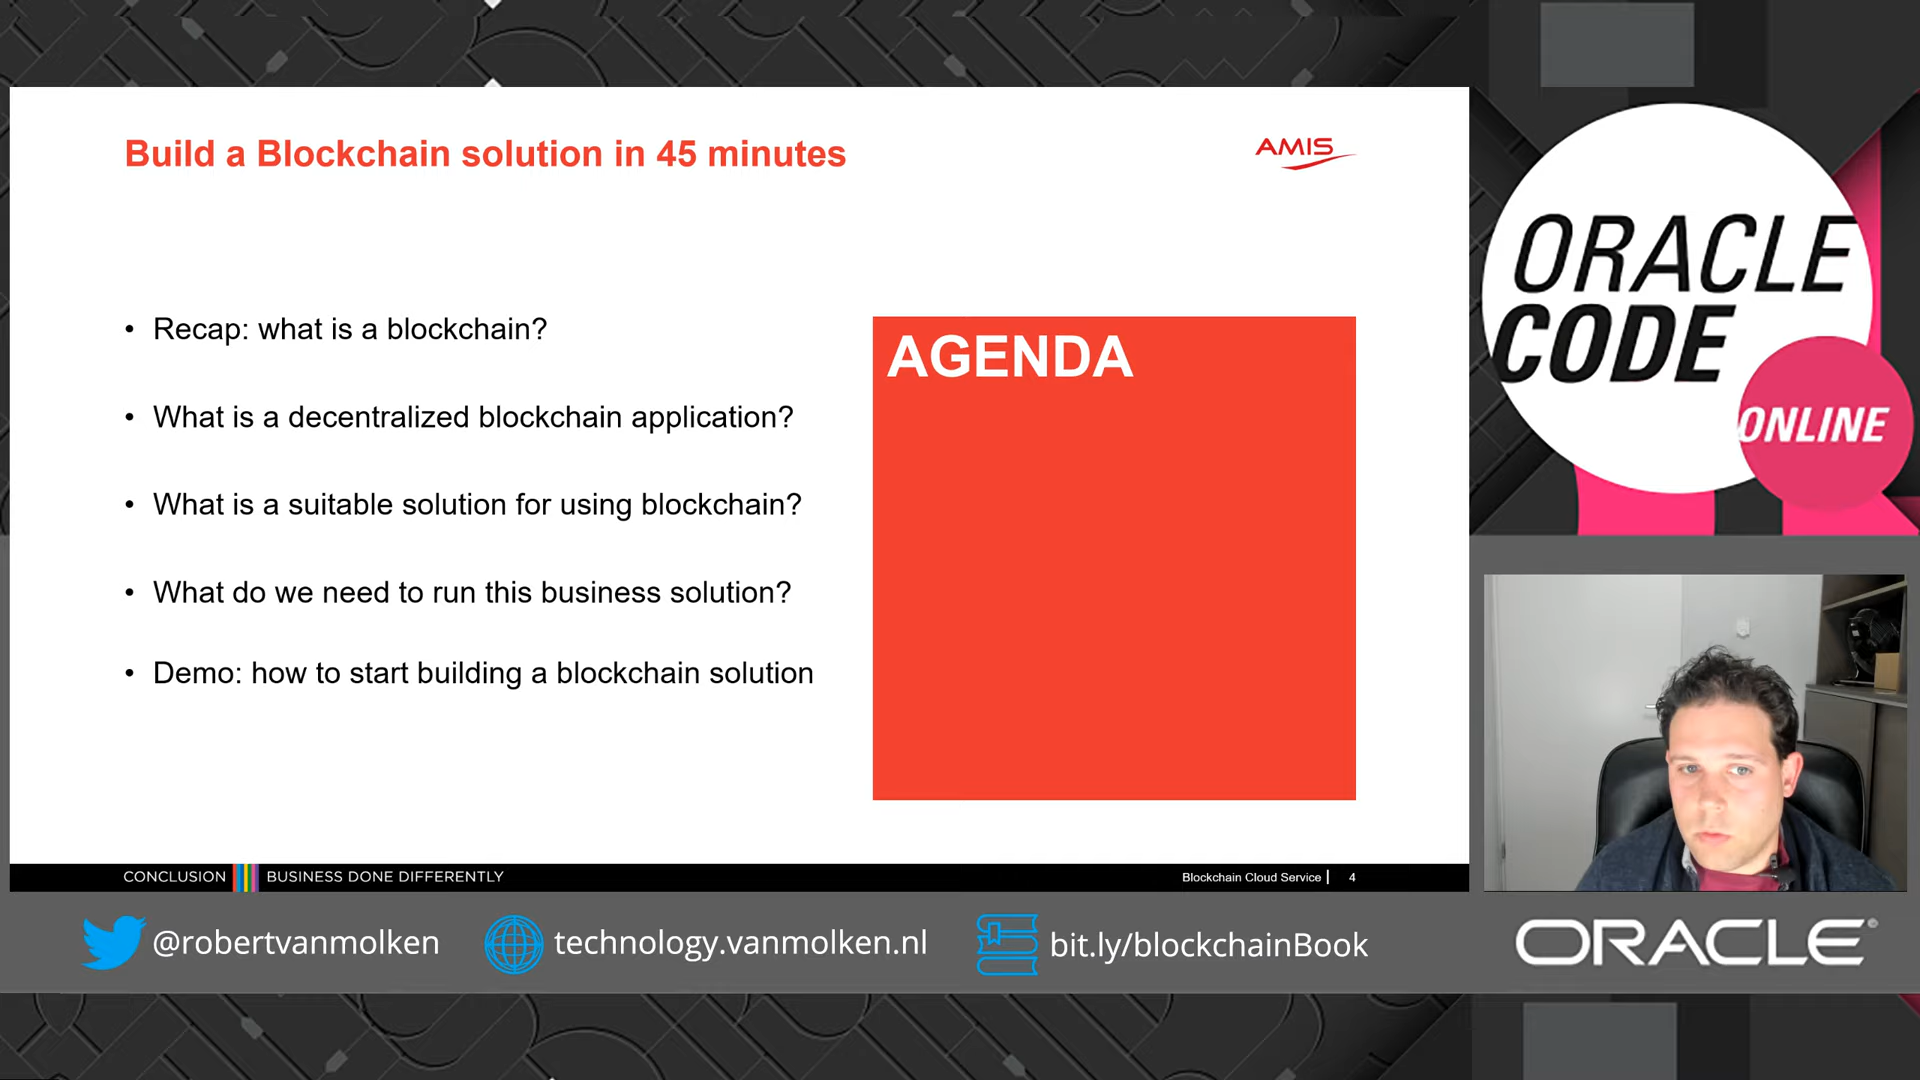 Build a Blockchain solution in 45 minutes
AMIS
• Recap: what is a blockchain?
• What is a decentralized blockchain application?
• What is a suitable solution for using blockchain?
• What do we need to run this business solution?
• Demo: how to start building a blockchain solution
AGENDA
CONCLUSION BUSINESS DONE DIFFERENTLY
Blockchain Cloud Service | 4
ORACLE
CODE
ONLINE
@robertvanmolken
technology.vanmolken.nl
bit.ly/blockchainBook
ORACLE®